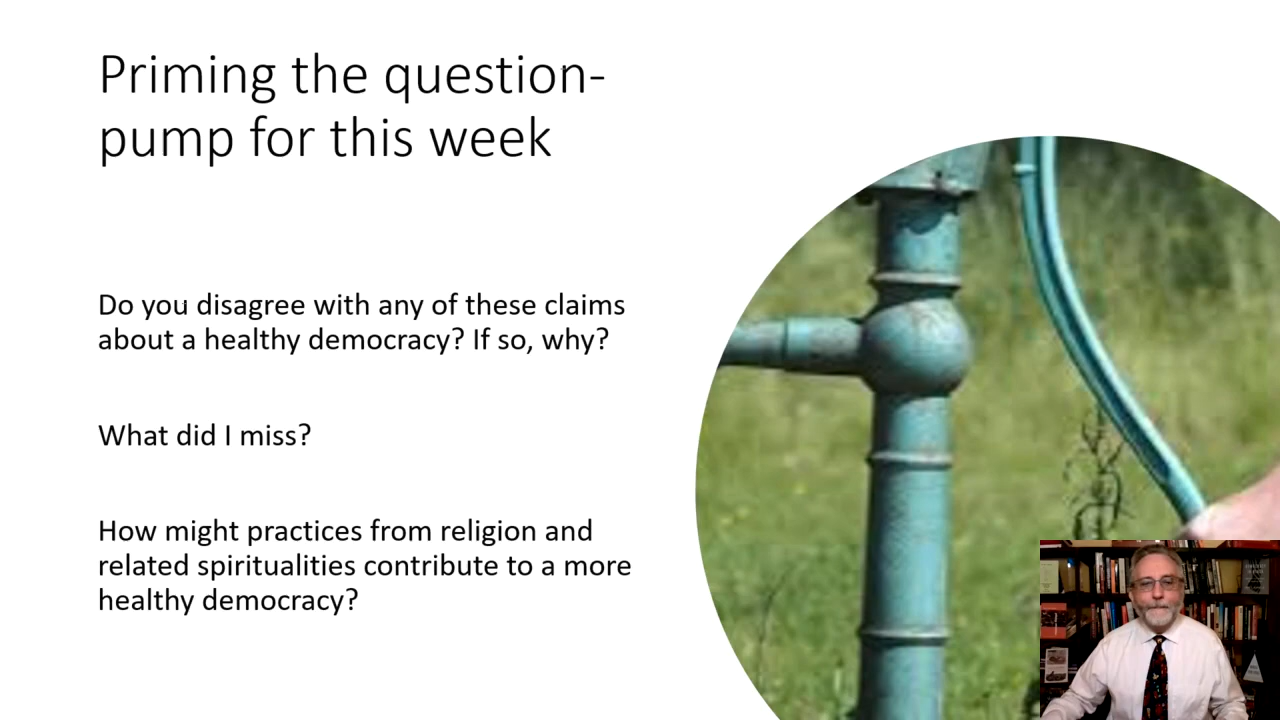 Priming the question-
pump for this week
Do you disagree with any of these claims
about a healthy democracy? If so, why?
What did I miss?
How might practices from religion and
related spiritualities contribute to a more
healthy democracy?